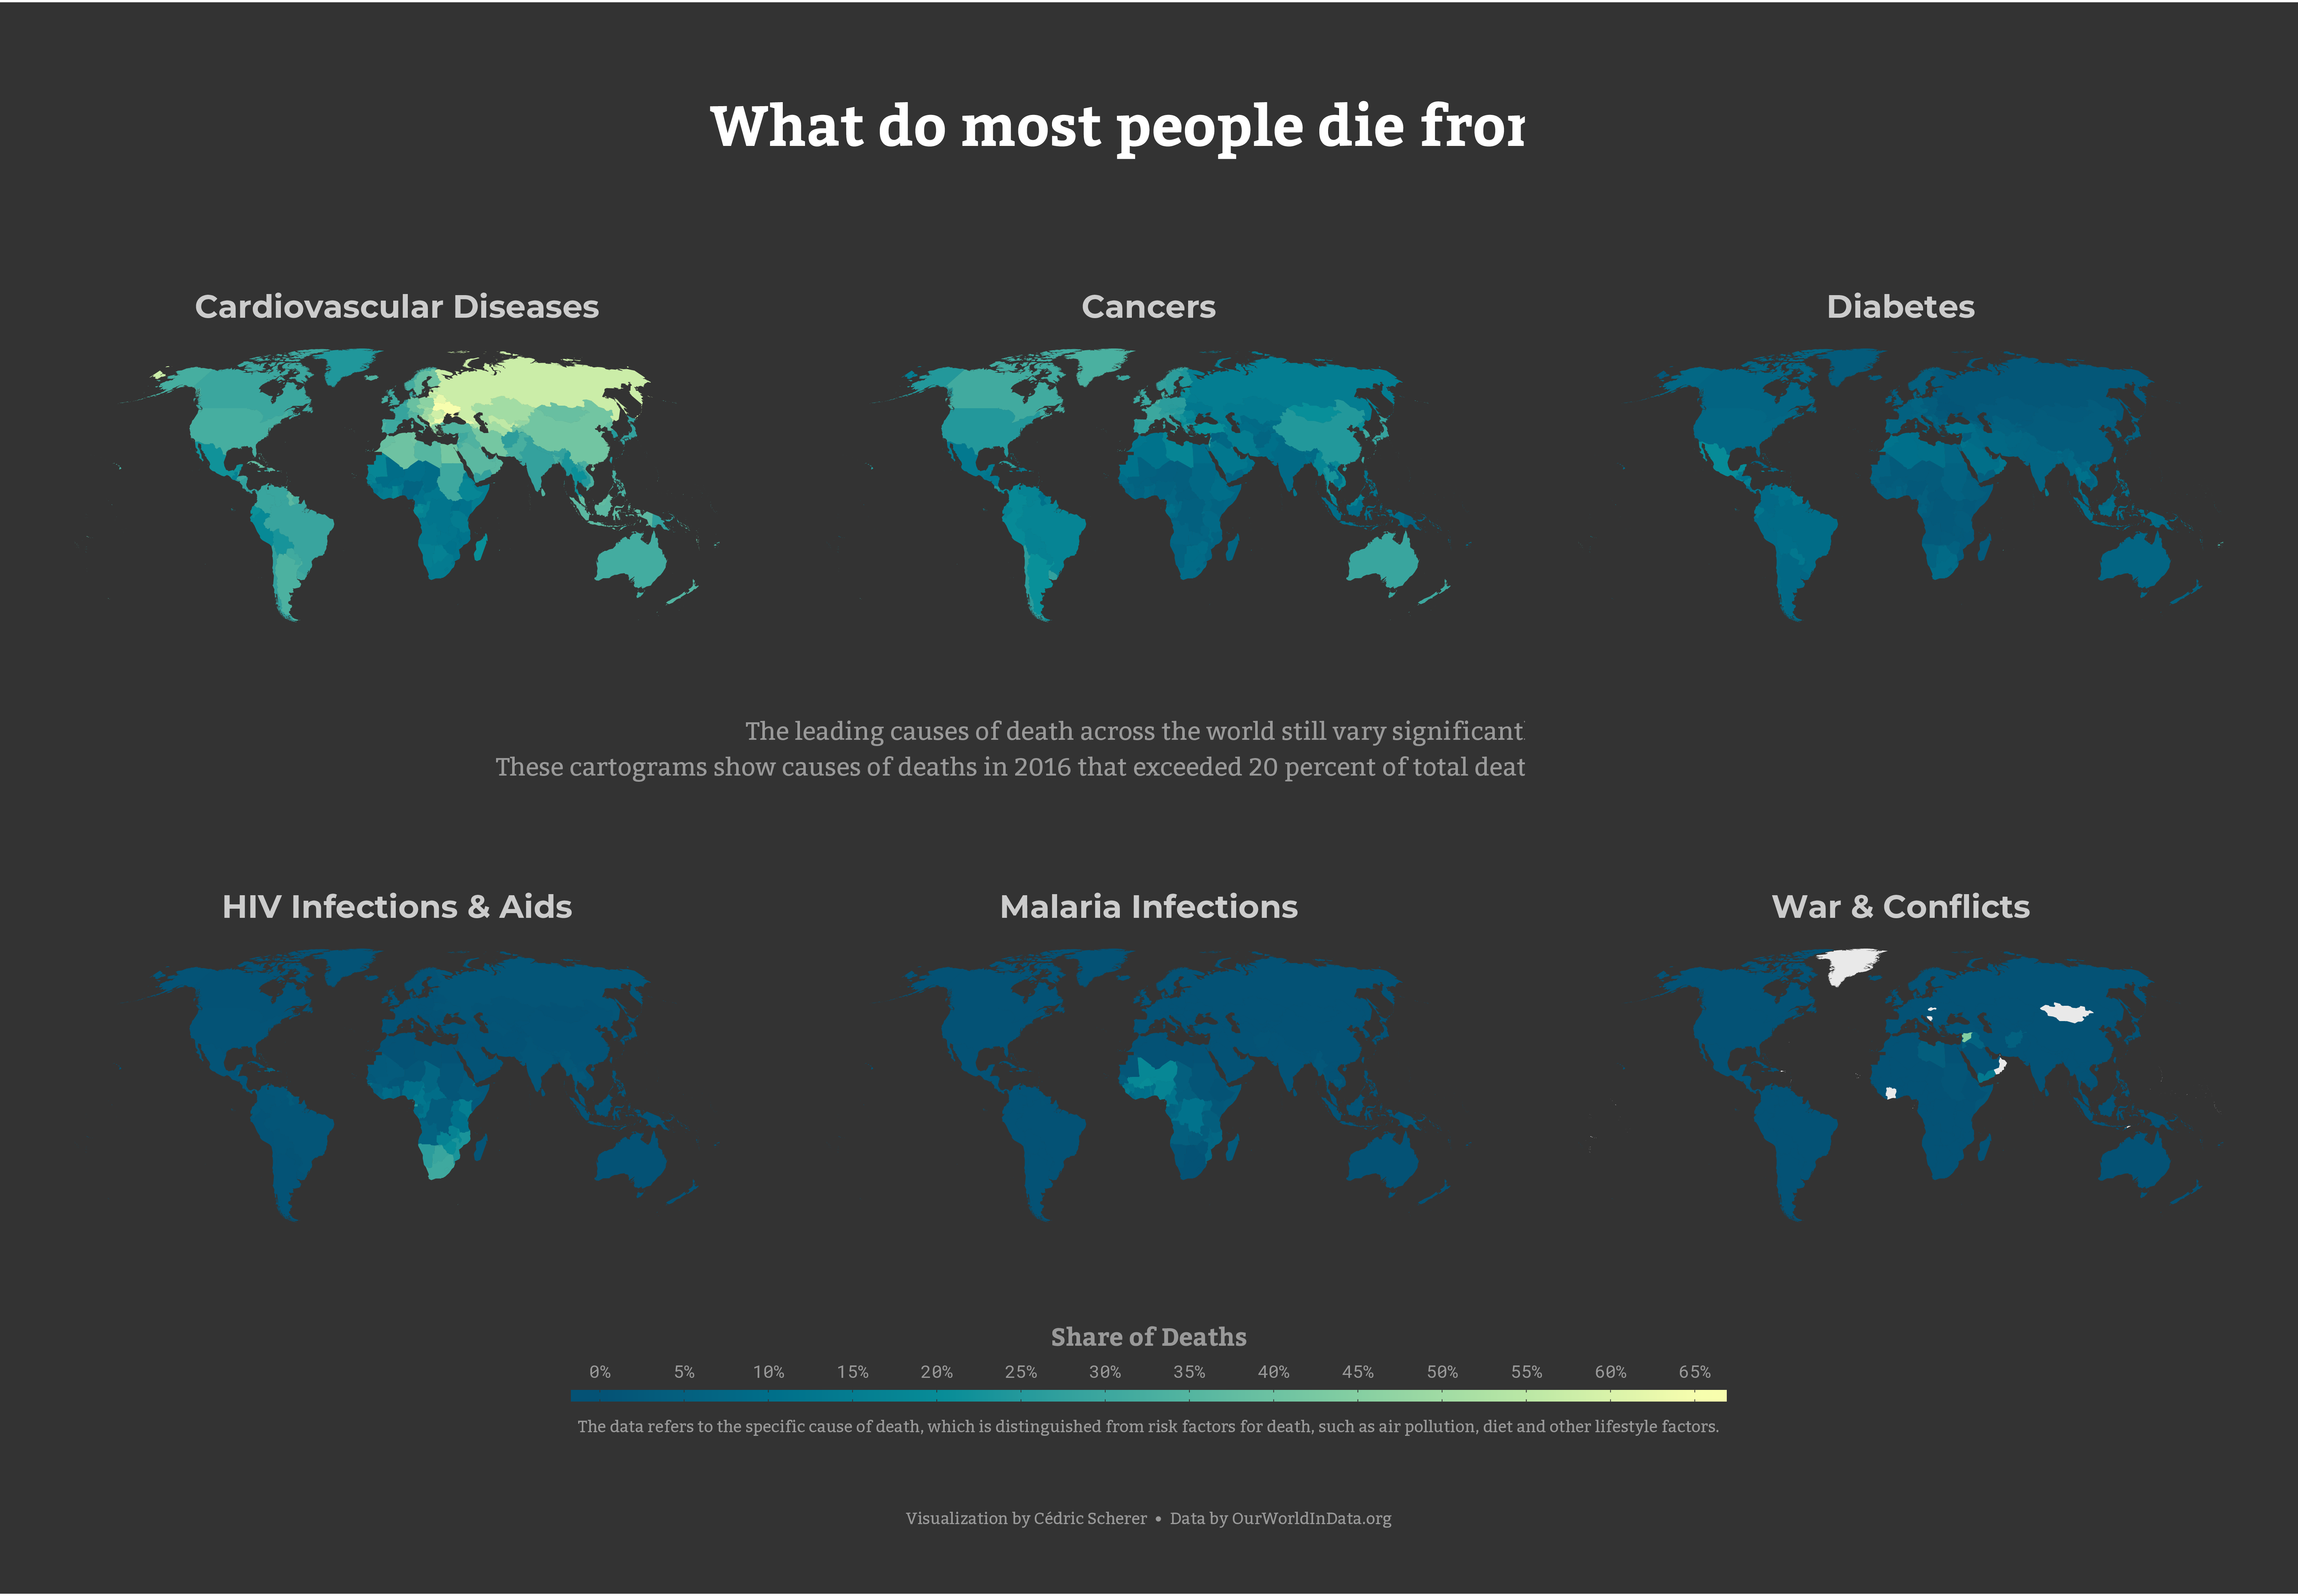 What do most people die fror
Cardiovascular Diseases
Cancers
Diabetes
The leading causes of death across the world still vary significant
These cartograms show causes of deaths in 2016 that exceeded 20 percent of total deat
HIV Infections & Aids
Malaria Infections
War & Conflicts
Share of Deaths
0% 5% 10% 15% 20% 25% 30% 35% 40% 45% 50% 55% 60% 65%
The data refers to the specific cause of death, which is distinguished from risk factors for death, such as air pollution, diet and other lifestyle factors.
Visualization by Cédric Scherer • Data by OurWorldInData.org